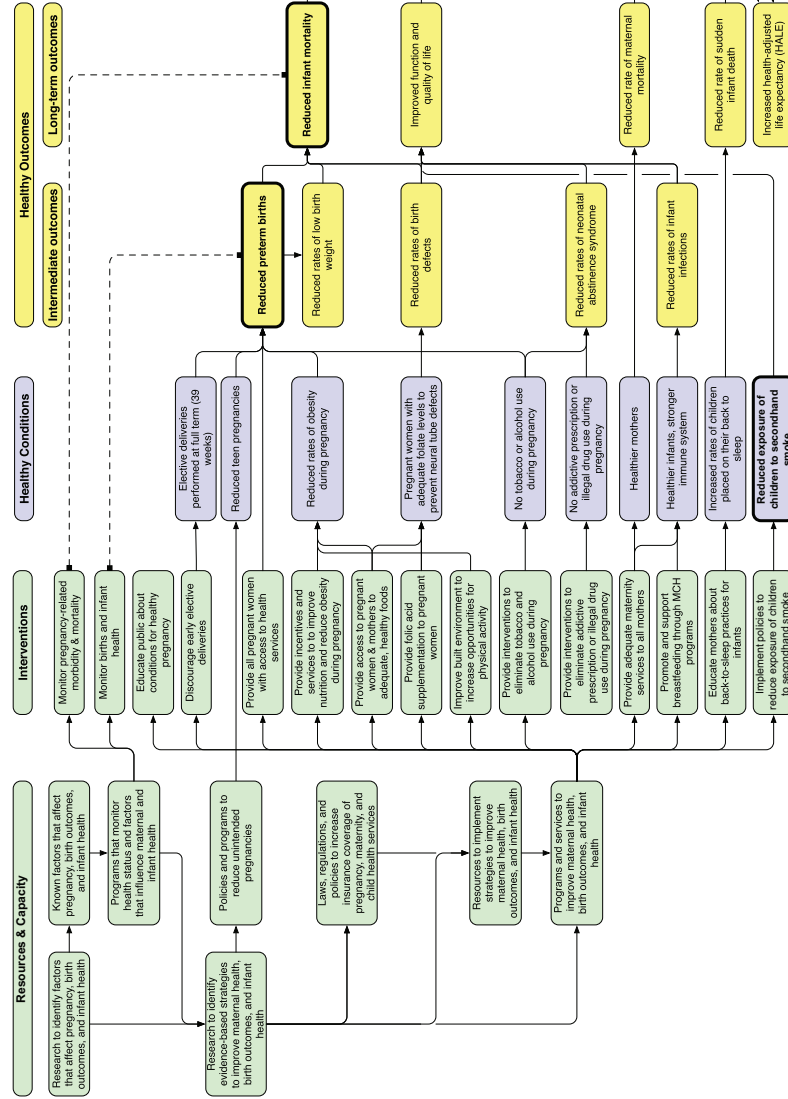 Resources & Capacity
Interventions
Healthy Conditions
Healthy Outcomes
Intermediate outcomes
Long-term outcomes
Research to identify factors
that affect pregnancy, birth
outcomes, and infant health
Research to identify
evidence-based strategies
to improve maternal health,
birth outcomes, and infant
health
Known factors that affect
pregnancy, birth outcomes,
and infant health
Programs that monitor
health status and factors
that influence maternal and
infant health
Policies and programs to
reduce unintended
pregnancies
Laws, regulations, and
policies to increase
insurance coverage of
pregnancy, maternity, and
child health services
Resources to implement
strategies to improve
maternal health, birth
outcomes, and infant health
Programs and services to
improve maternal health,
birth outcomes, and infant
health
Monitor pregnancy-related
morbidity & mortality
Monitor births and infant
health
Educate public about
conditions for healthy
pregnancy
Discourage early elective
deliveries
Provide all pregnant women
with access to health
services
Provide incentives and
services to to improve
nutrition and reduce obesity
during pregnancy
Provide access to pregnant
women & mothers to
adequate, healthy foods
Provide folic acid
supplementation to pregnant
women
Improve built environment to
increase opportunities for
physical activity
Provide interventions to
eliminate tobacco and
alcohol use during
pregnancy
Provide interventions to
eliminate addictive
prescription or illegal drug
use during pregnancy
Provide adequate maternity
services to all mothers
Promote and support
breastfeeding through MCH
programs
Educate mothers about
back-to-sleep practices for
infants
Implement policies to
reduce exposure of children
to secondhand smoke
Elective deliveries
performed at full term (39
weeks)
Reduced teen pregnancies
Reduced rates of obesity
during pregnancy
Pregnant women with
adequate folate levels to
prevent neural tube defects
No tobacco or alcohol use
during pregnancy
No addictive prescription or
illegal drug use during
pregnancy
Healthier mothers
Healthier infants, stronger
immune system
Increased rates of children
placed on their back to
sleep
Reduced exposure of
children to secondhand
smoke
Reduced preterm births
Reduced rates of low birth
weight
Reduced rates of birth
defects
Reduced rates of neonatal
abstinence syndrome
Reduced rates of infant
infections
Reduced infant mortality
Improved function and
quality of life
Reduced rate of maternal
mortality
Reduced rate of sudden
infant death
Increased health-adjusted
life expectancy (HALE)